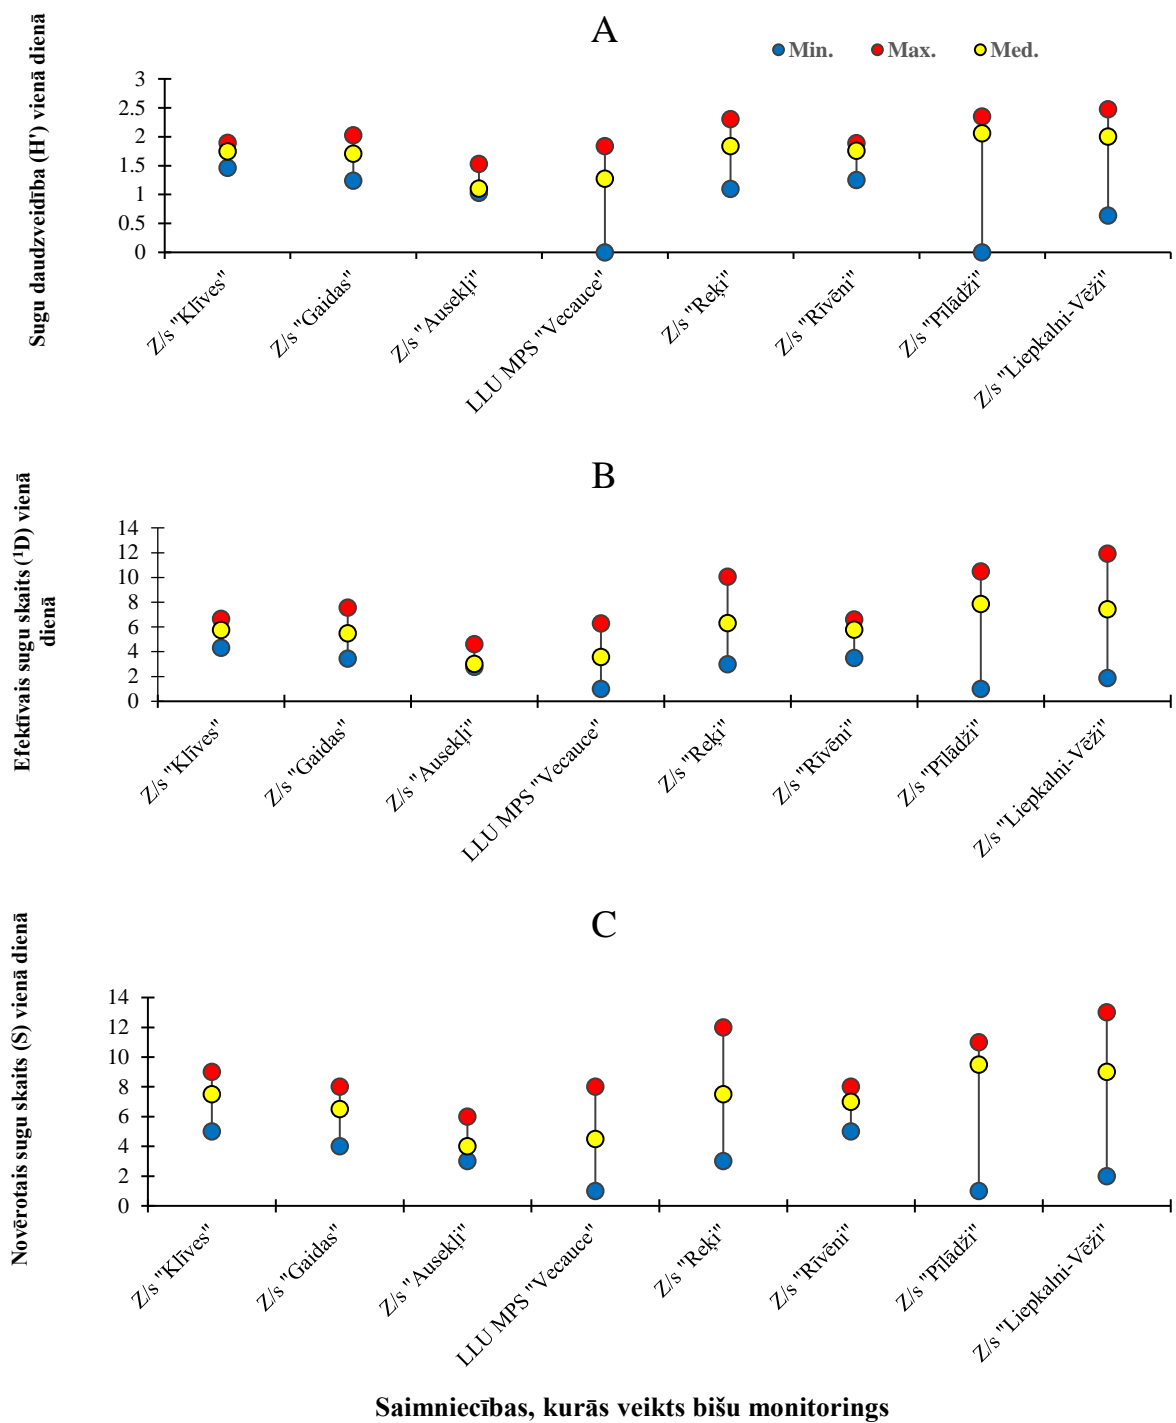 A
Min.
Max.
Med.
Sugu daudzveidība (H') vienā dienā
3
2.5
2
1.5
1
0.5
0
Z/s "Klīves"
Z/s "Gaidas"
Z/s "Ausekļi"
LLU MPS "Vecauce"
Z/s "Reķi"
Z/s "Rīvēni"
Z/s "Pīlādži"
Z/s "Liepkalni-Vēži"
B
Efektīvais sugu skaits (¹D) vienā
dienā
14
12
10
8
6
4
2
0
Z/s "Klīves"
Z/s "Gaidas"
Z/s "Ausekļi"
LLU MPS "Vecauce"
Z/s "Reķi"
Z/s "Rīvēni"
Z/s "Pīlādži"
Z/s "Liepkalni-Vēži"
C
Novērotais sugu skaits (S) vienā dienā
14
12
10
8
6
4
2
0
Z/s "Klīves"
Z/s "Gaidas"
Z/s "Ausekļi"
LLU MPS "Vecauce"
Z/s "Reķi"
Z/s "Rīvēni"
Z/s "Pīlādži"
Z/s "Liepkalni-Vēži"
Saimniecības, kurās veikts bišu monitorings